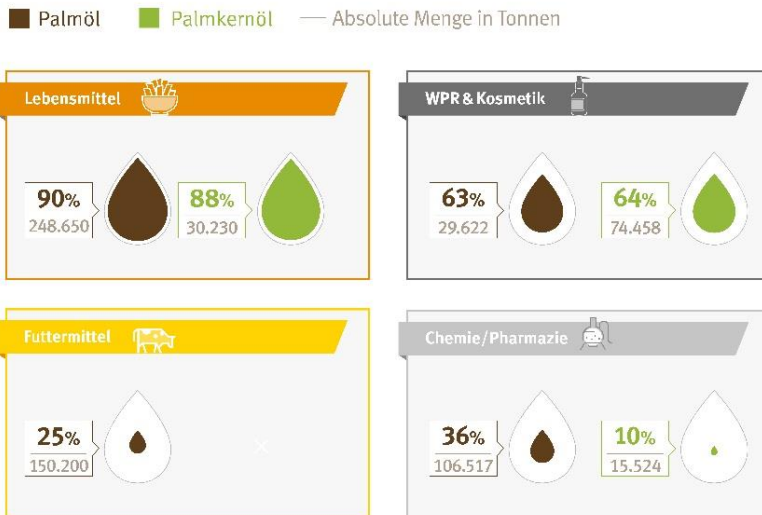 Palmöl Palmkernöl — Absolute Menge in Tonnen
Lebensmittel
90% 88%
248.650 30.230
WPR & Kosmetik
63% 64%
29.622 74.458
Futtermittel
25%
150.200
Chemie/Pharmazie
36% 10%
106.517 15.524